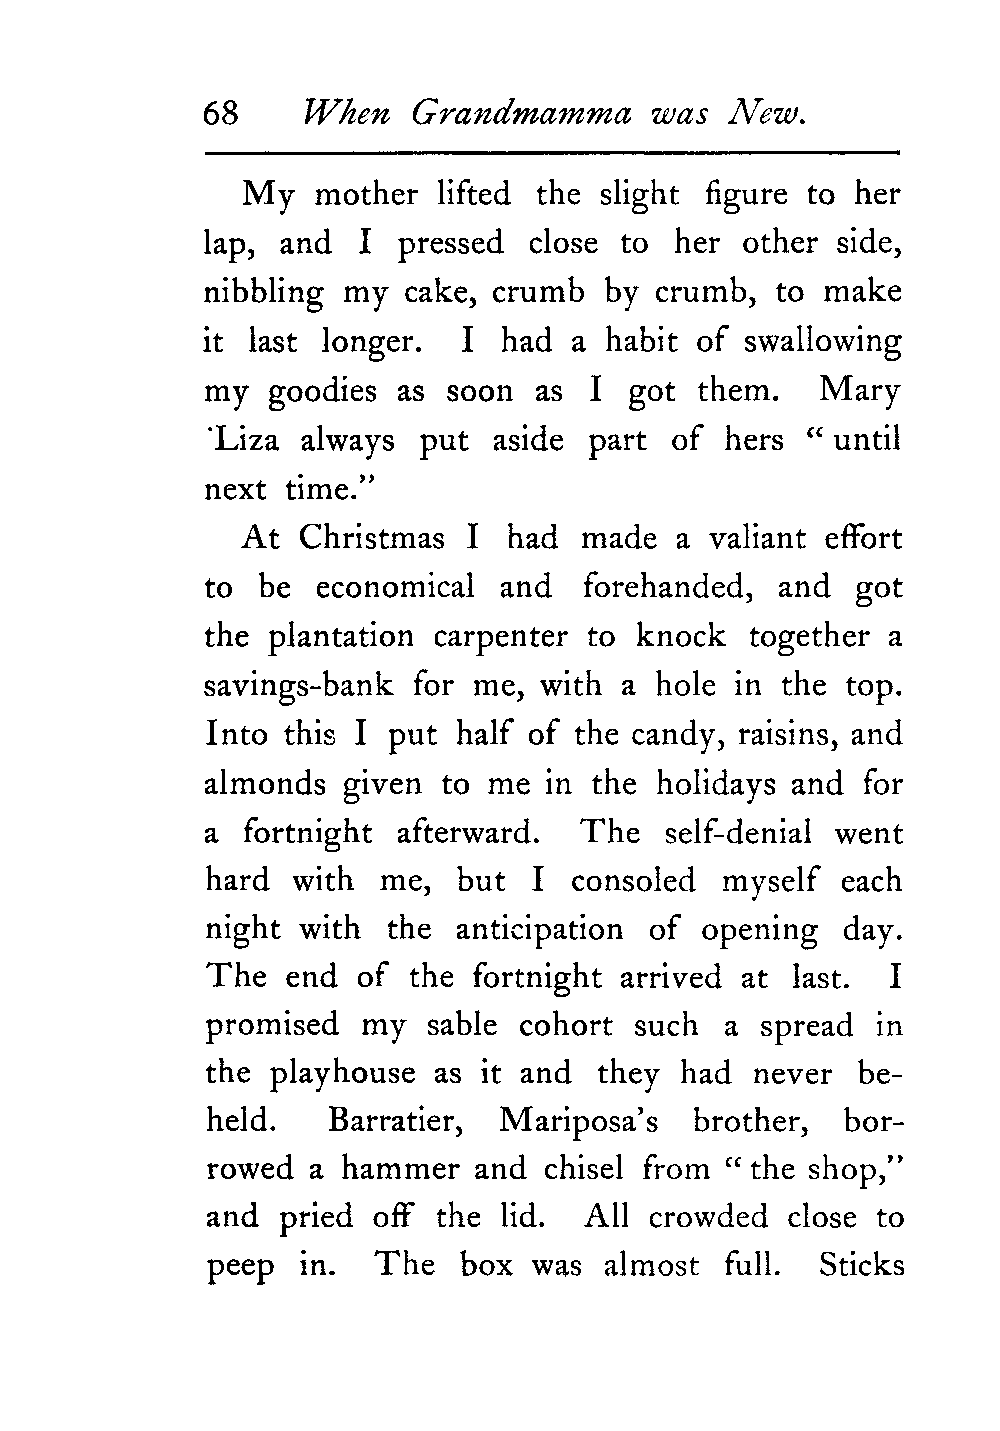 68 When Grandmamma was New.
My mother lifted the slight figure to her
lap, and I pressed close to her other side,
nibbling my cake, crumb by crumb, to make
it last longer. I had a habit of swallowing
my goodies as soon as I got them. Mary
'Liza always put aside part of hers “ until
next time.”
At Christmas I had made a valiant effort
to be economical and forehanded, and got
the plantation carpenter to knock together a
savings-bank for me, with a hole in the top.
Into this I put half of the candy, raisins, and
almonds given to me in the holidays and for
a fortnight afterward. The self-denial went
hard with me, but I consoled myself each
night with the anticipation of opening day.
The end of the fortnight arrived at last. I
promised my sable cohort such a spread in
the playhouse as it and they had never be-
held. Barratier, Mariposa's brother, bor-
rowed a hammer and chisel from “ the shop,”
and pried off the lid. All crowded close to
peep in. The box was almost full. Sticks